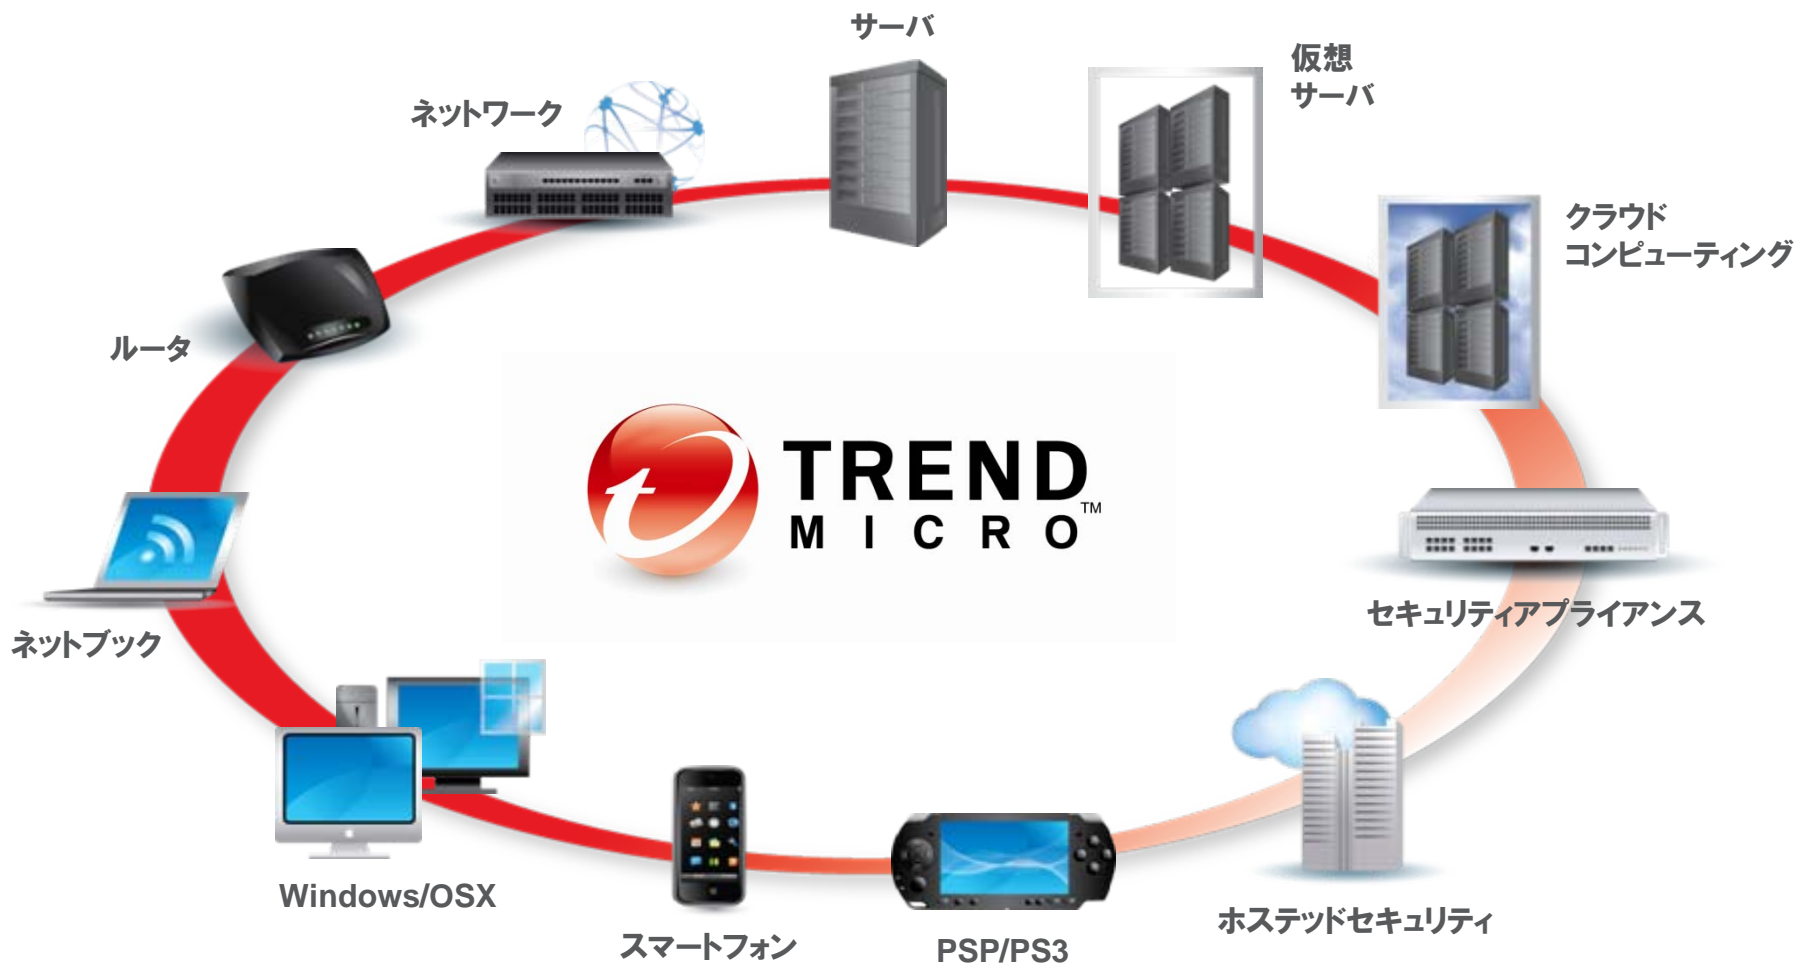 サーバ
仮想
サーバ
ネットワーク
クラウド
コンピューティング
ルータ
TREND
MICRO™
セキュリティアプライアンス
ネットブック
Windows/OSX
スマートフォン
PSP/PS3
ホステッドセキュリティ